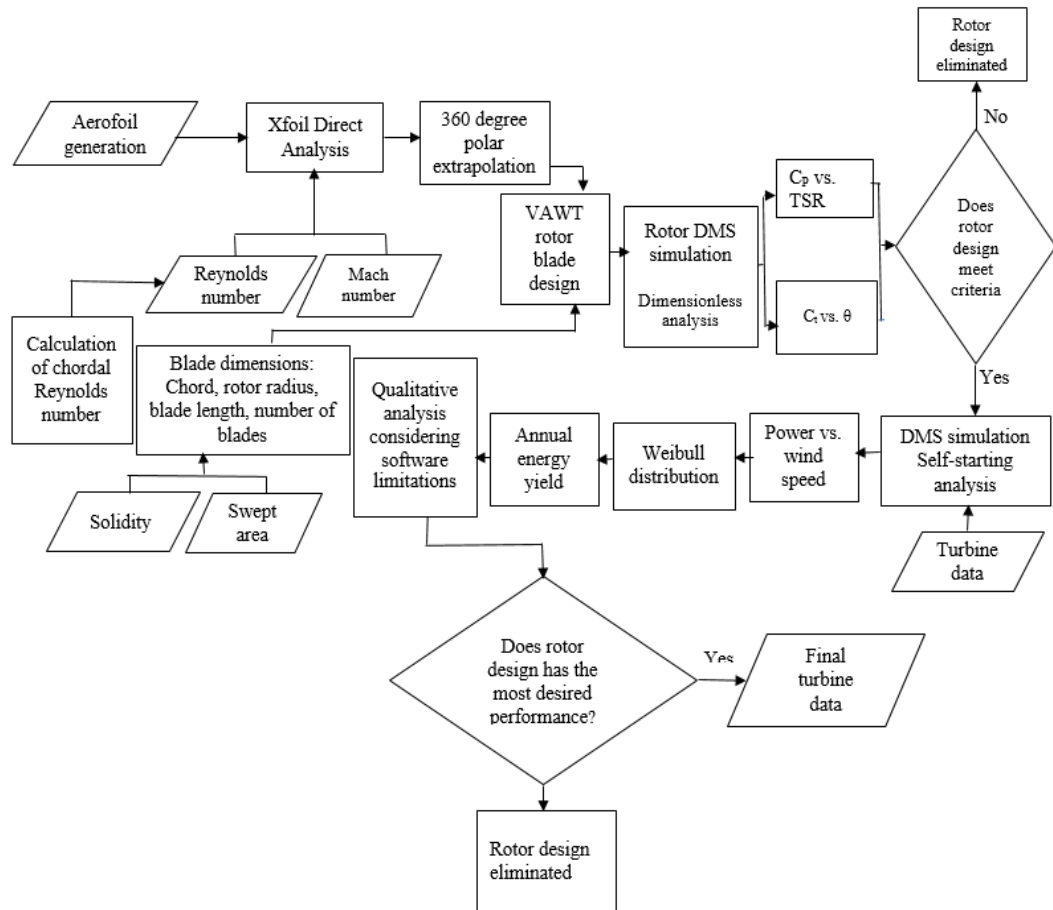 Rotor
design
eliminated
No
Aerofoil
generation
Xfoil Direct
Analysis
360 degree
polar
extrapolation
VAWT
rotor
blade
design
Rotor DMS
simulation
Dimensionless
analysis
Cp vs.
TSR
Ct vs. θ
Does
rotor
design
meet
criteria
Reynolds
number
Mach
number
Calculation
of chordal
Reynolds
number
Blade dimensions:
Chord, rotor radius,
blade length, number of
blades
Solidity
Swept
area
Yes
DMS simulation
Self-starting
analysis
Turbine
data
Power vs.
wind
speed
Weibull
distribution
Annual
energy
yield
Qualitative
analysis
considering
software
limitations
Does rotor
design has the
most desired
performance?
Yes
Final
turbine
data
Rotor design
eliminated